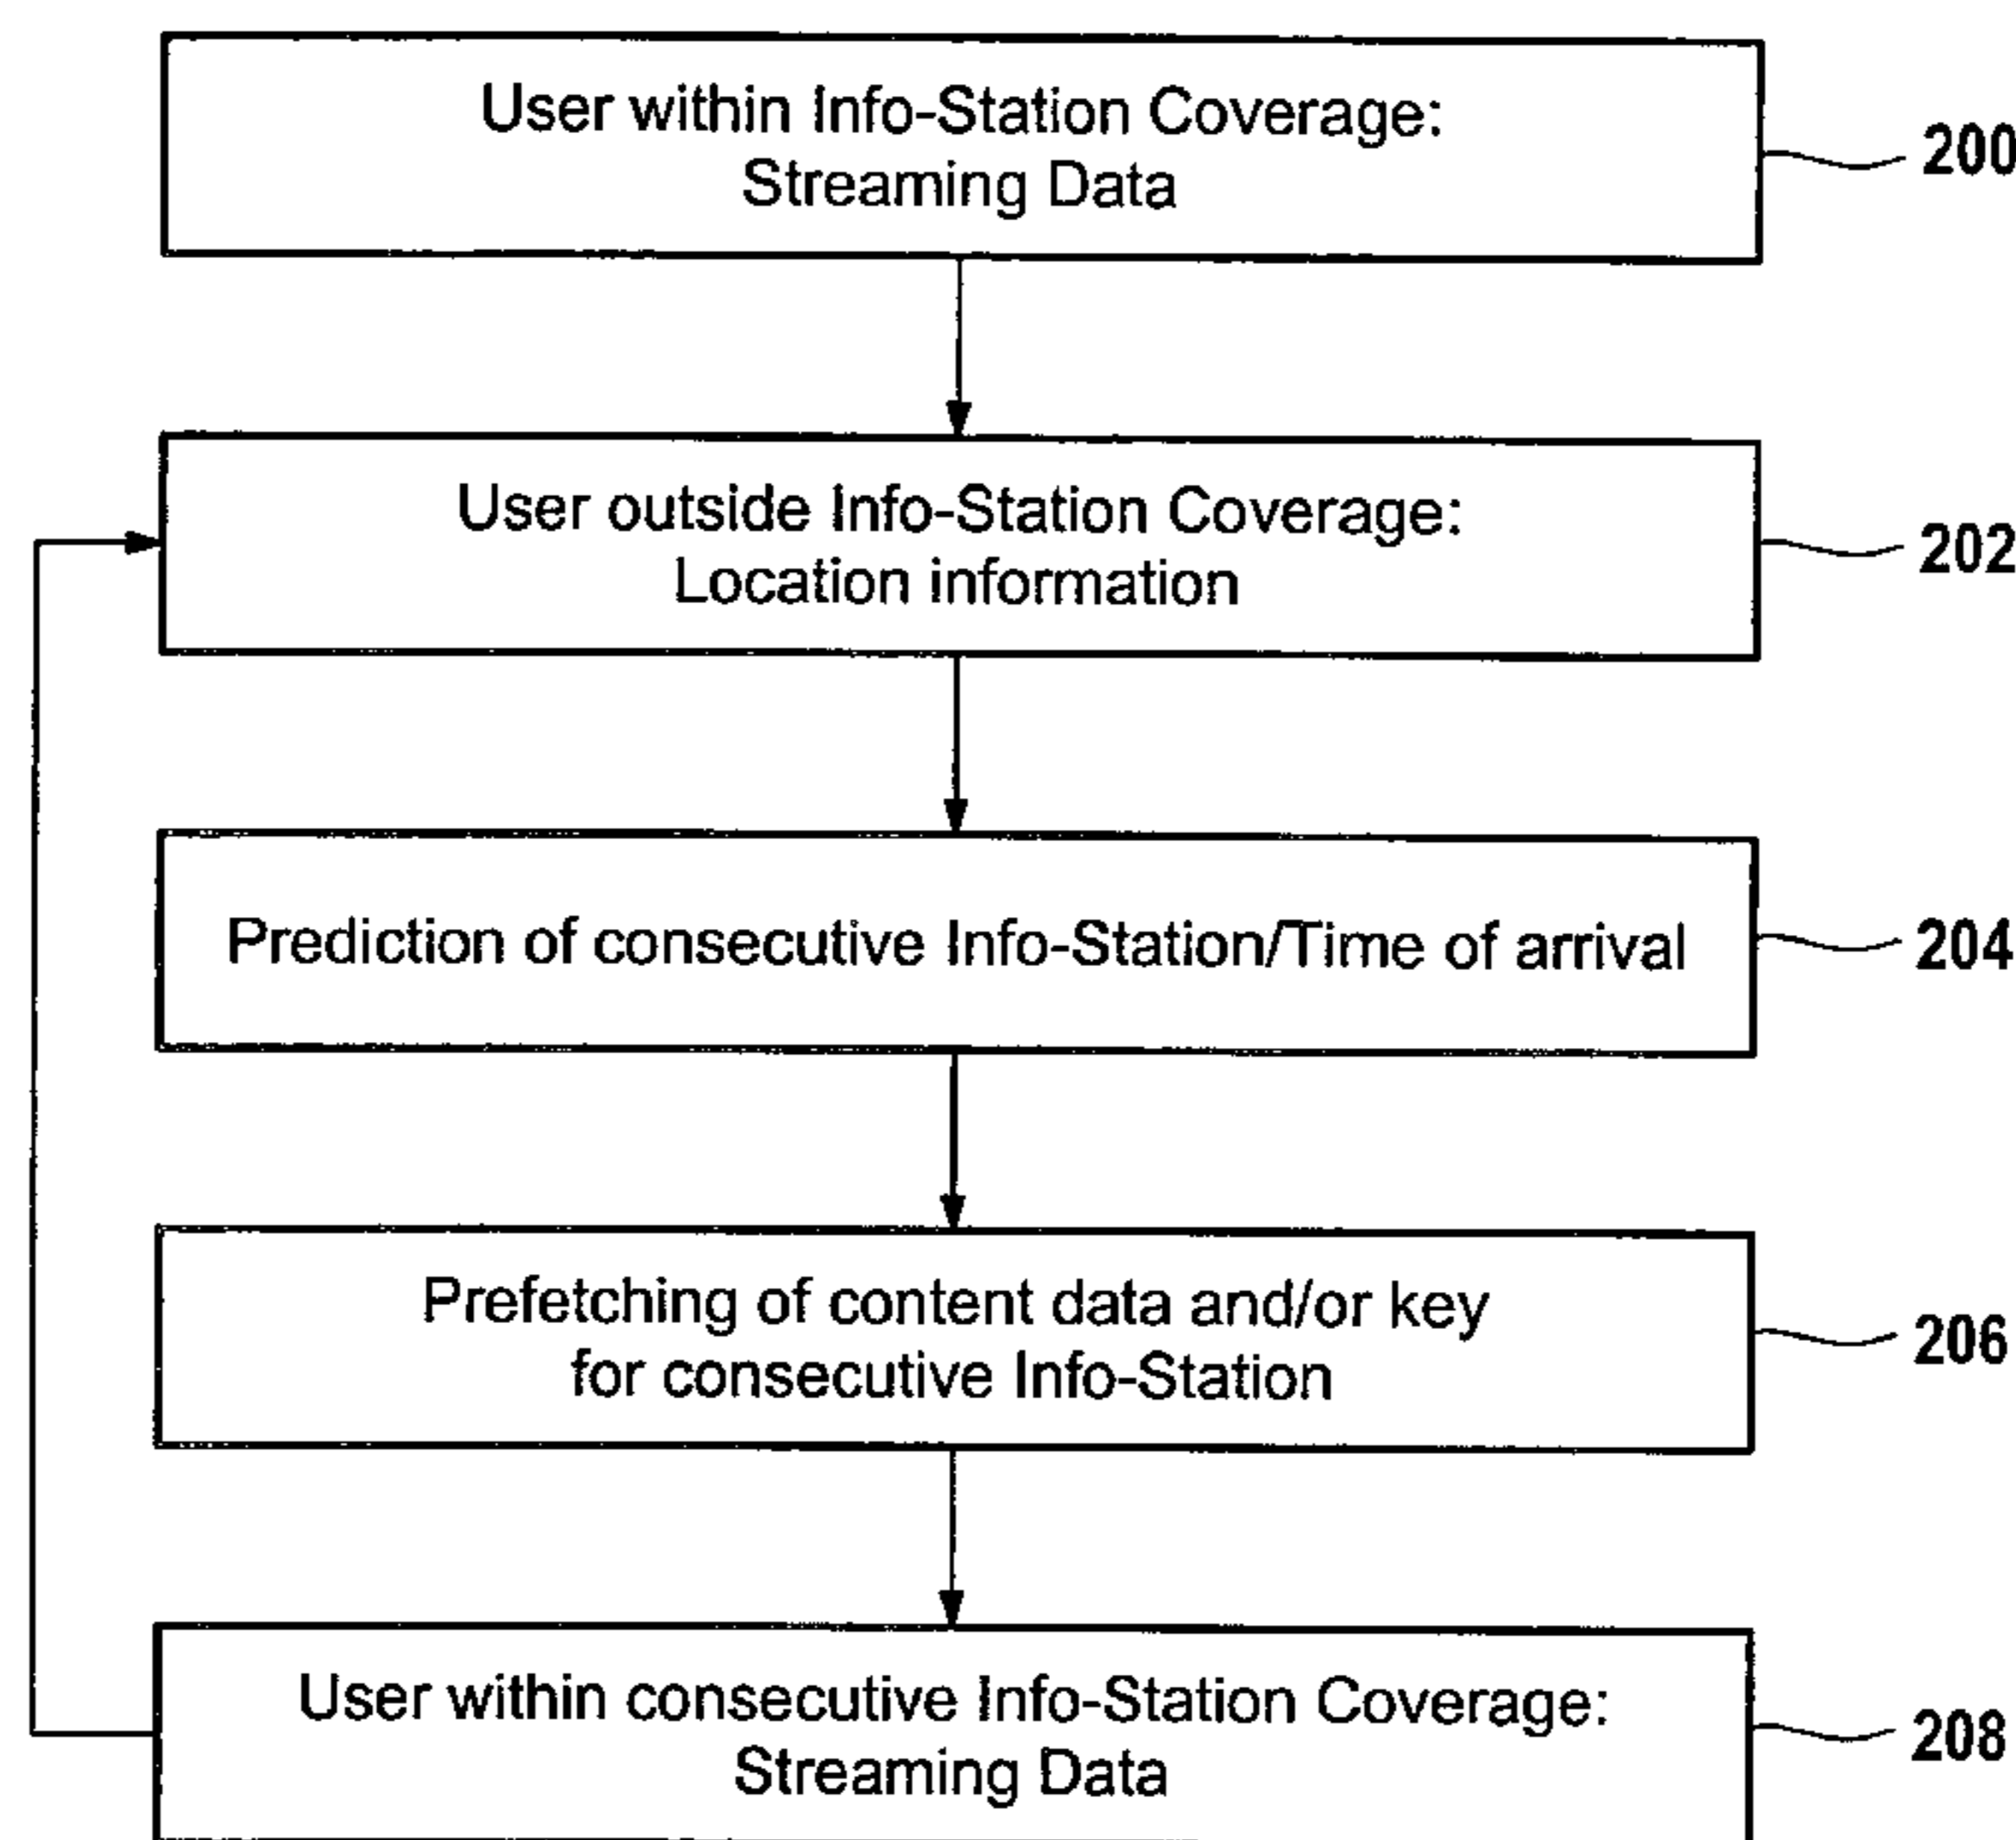 User within Info-Station Coverage:
Streaming Data
200
User outside Info-Station Coverage:
Location information
202
Prediction of consecutive Info-Station/Time of arrival
204
Prefetching of content data and/or key
for consecutive Info-Station
206
User within consecutive Info-Station Coverage:
Streaming Data
208